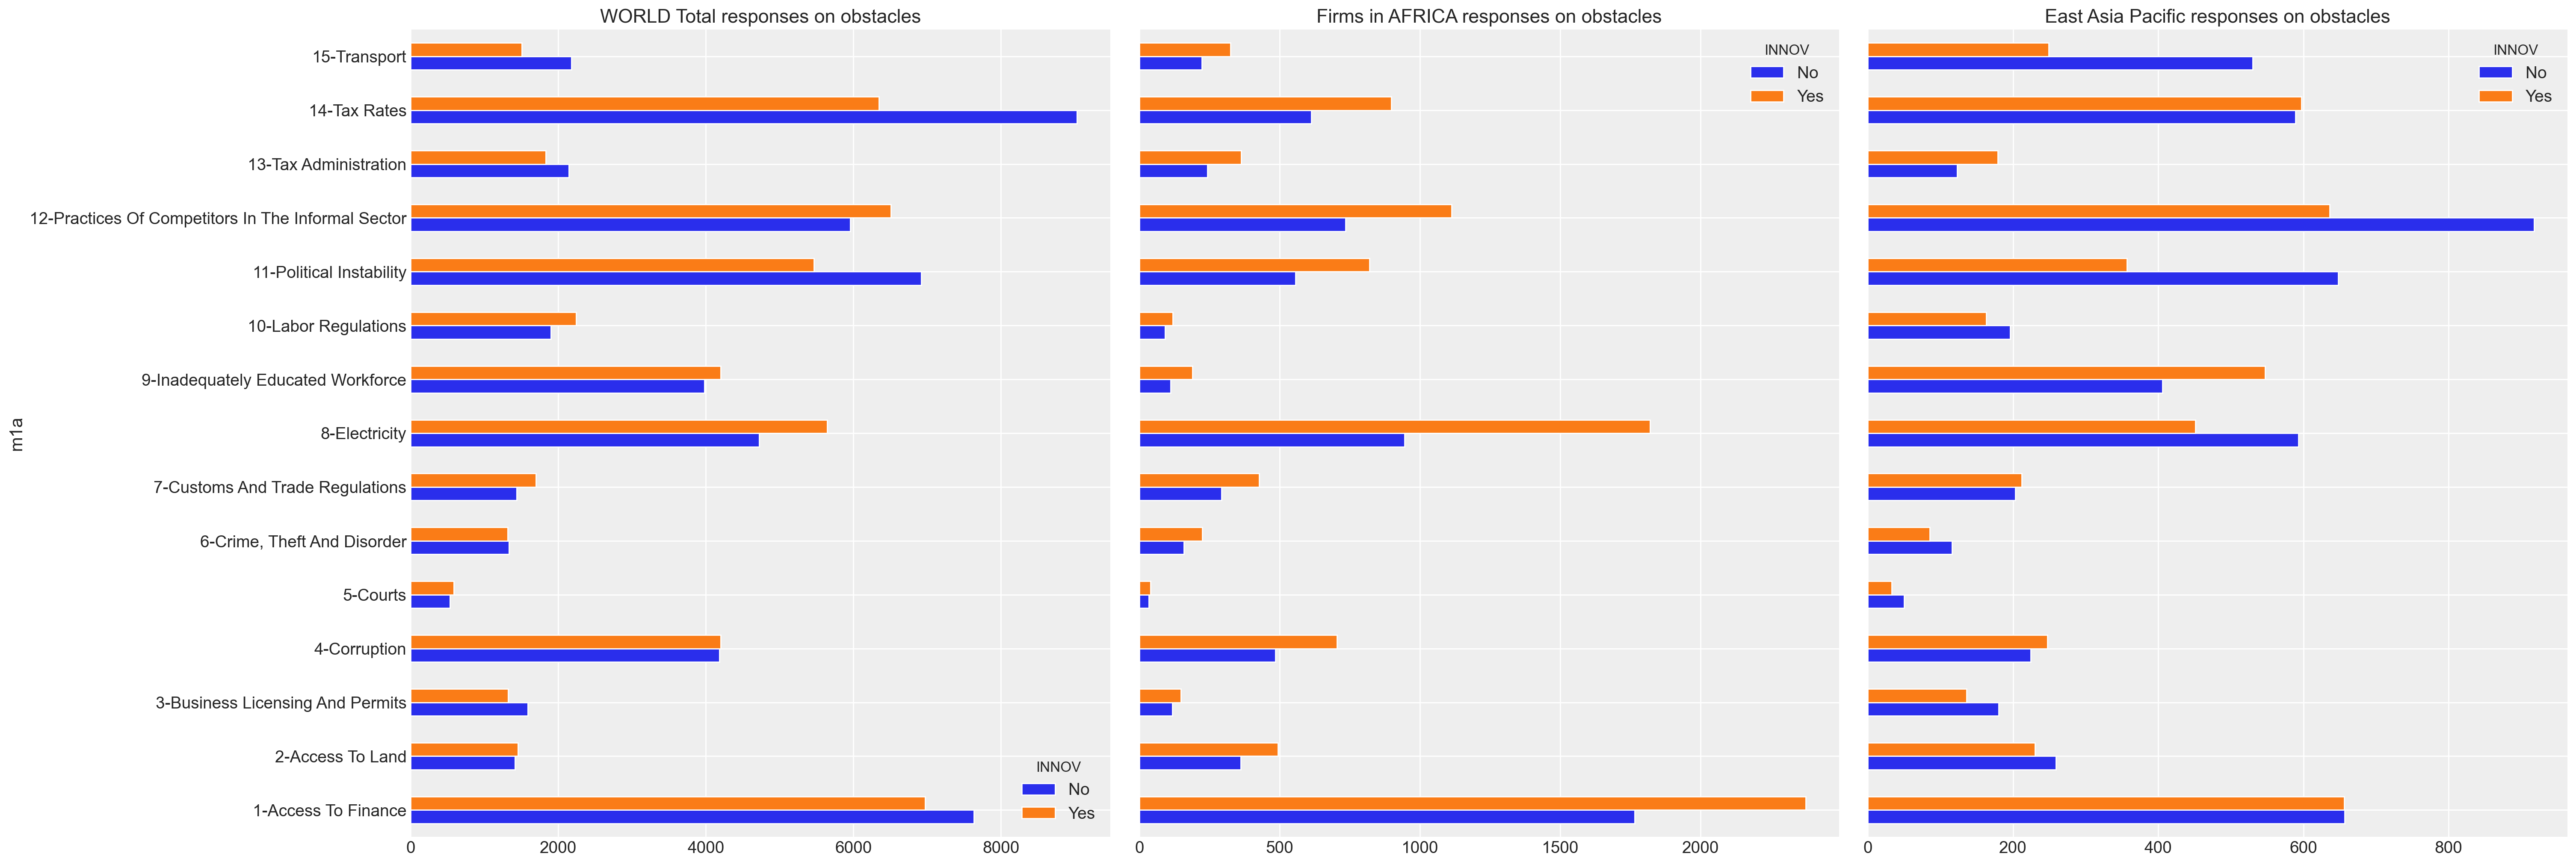 WORLD Total responses on obstacles
15-Transport
14-Tax Rates
13-Tax Administration
12-Practices Of Competitors In The Informal Sector
11-Political Instability
10-Labor Regulations
9-Inadequately Educated Workforce
8-Electricity
7-Customs And Trade Regulations
6-Crime, Theft And Disorder
5-Courts
4-Corruption
3-Business Licensing And Permits
2-Access To Land
1-Access To Finance
m1a
INNOV
No
Yes
0 2000 4000 6000 8000
Firms in AFRICA responses on obstacles
INNOV
No
Yes
0 500 1000 1500 2000
East Asia Pacific responses on obstacles
INNOV
No
Yes
0 200 400 600 800